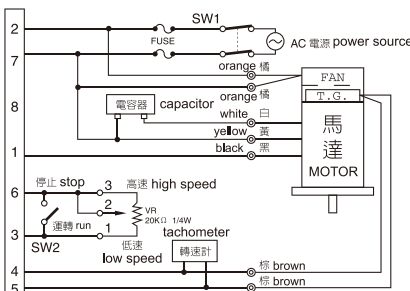 2
SW1
FUSE
AC 電源 power source
7
orange 橘
FAN
orange 橘
T.G.
8
電容器 capacitor
white 白
yellow 黃
馬達
MOTOR
1
black 黑
6
停止 stop
3 高速 high speed
2
運轉 run
VR
20KΩ 1/4W
3
SW2
1
低速
low speed
tachometer
轉速計
4
棕 brown
5
棕 brown